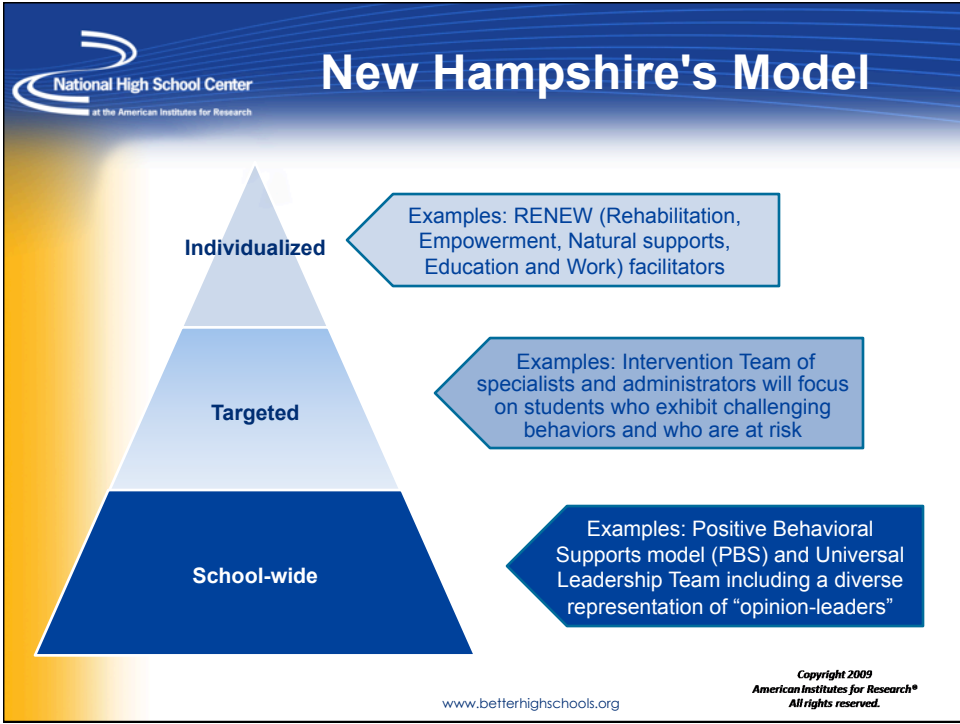 National High School Center
at the American Institutes for Research
New Hampshire's Model
Individualized
Examples: RENEW (Rehabilitation,
Empowerment, Natural supports,
Education and Work) facilitators
Targeted
Examples: Intervention Team of
specialists and administrators will focus
on students who exhibit challenging
behaviors and who are at risk
School-wide
Examples: Positive Behavioral
Supports model (PBS) and Universal
Leadership Team including a diverse
representation of “opinion-leaders”
www.betterhighschools.org
Copyright 2009
American Institutes for Research®
All rights reserved.